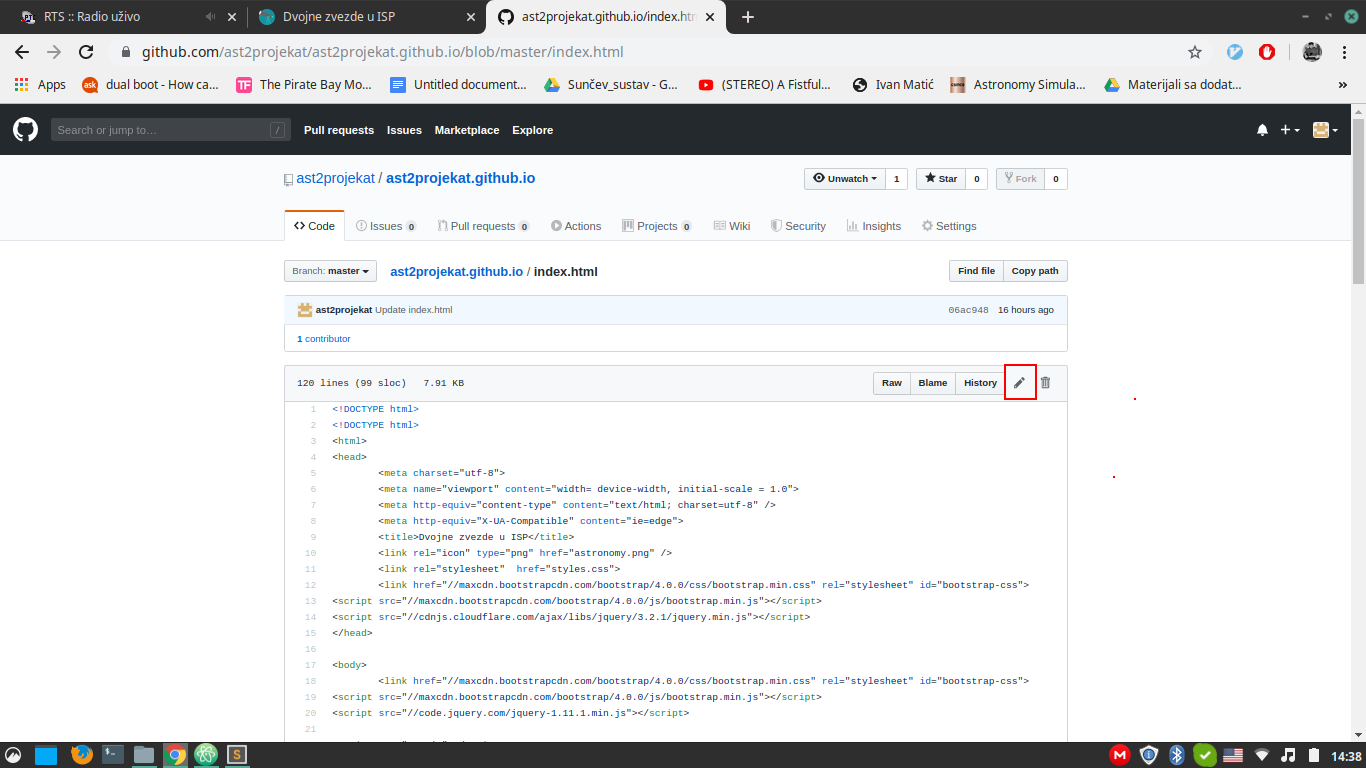 RTS :: Radio uživo
Dvojne zvezde u ISP
ast2projekat.github.io/index.htm
github.com/ast2projekat/ast2projekat.github.io/blob/master/index.html
Apps
dual boot - How ca...
The Pirate Bay Mo...
Untitled document...
Sunčev_sustav - G...
(STEREO) A Fistful...
Ivan Matić
Astronomy Simula...
Materijali sa dodat...
»
Search or jump to…
/
Pull requests
Issues
Marketplace
Explore
ast2projekat / ast2projekat.github.io
Unwatch 1
Star 0
Fork 0
Code
Issues 0
Pull requests 0
Actions
Projects 0
Wiki
Security
Insights
Settings
Branch: master
ast2projekat.github.io / index.html
Find file
Copy path
ast2projekat Update index.html
06ac948 16 hours ago
1 contributor
120 lines (99 sloc) 7.91 KB
Raw
Blame
History
1 <!DOCTYPE html>
2 <!DOCTYPE html>
3 <html>
4 <head>
5 <meta charset="utf-8">
6 <meta name="viewport" content="width= device-width, initial-scale = 1.0">
7 <meta http-equiv="content-type" content="text/html; charset=utf-8" />
8 <meta http-equiv="X-UA-Compatible" content="ie=edge">
9 <title>Dvojne zvezde u ISP</title>
10 <link rel="icon" type="png" href="astronomy.png" />
11 <link rel="stylesheet"  href="styles.css">
12 <link href="//maxcdn.bootstrapcdn.com/bootstrap/4.0.0/css/bootstrap.min.css" rel="stylesheet" id="bootstrap-css">
13 <script src="//maxcdn.bootstrapcdn.com/bootstrap/4.0.0/js/bootstrap.min.js"></script>
14 <script src="//cdnjs.cloudflare.com/ajax/libs/jquery/3.2.1/jquery.min.js"></script>
15 </head>
16
17 <body>
18 <link href="//maxcdn.bootstrapcdn.com/bootstrap/4.0.0/css/bootstrap.min.css" rel="stylesheet" id="bootstrap-css">
19 <script src="//maxcdn.bootstrapcdn.com/bootstrap/4.0.0/js/bootstrap.min.js"></script>
20 <script src="//code.jquery.com/jquery-1.11.1.min.js"></script>
21
14:38